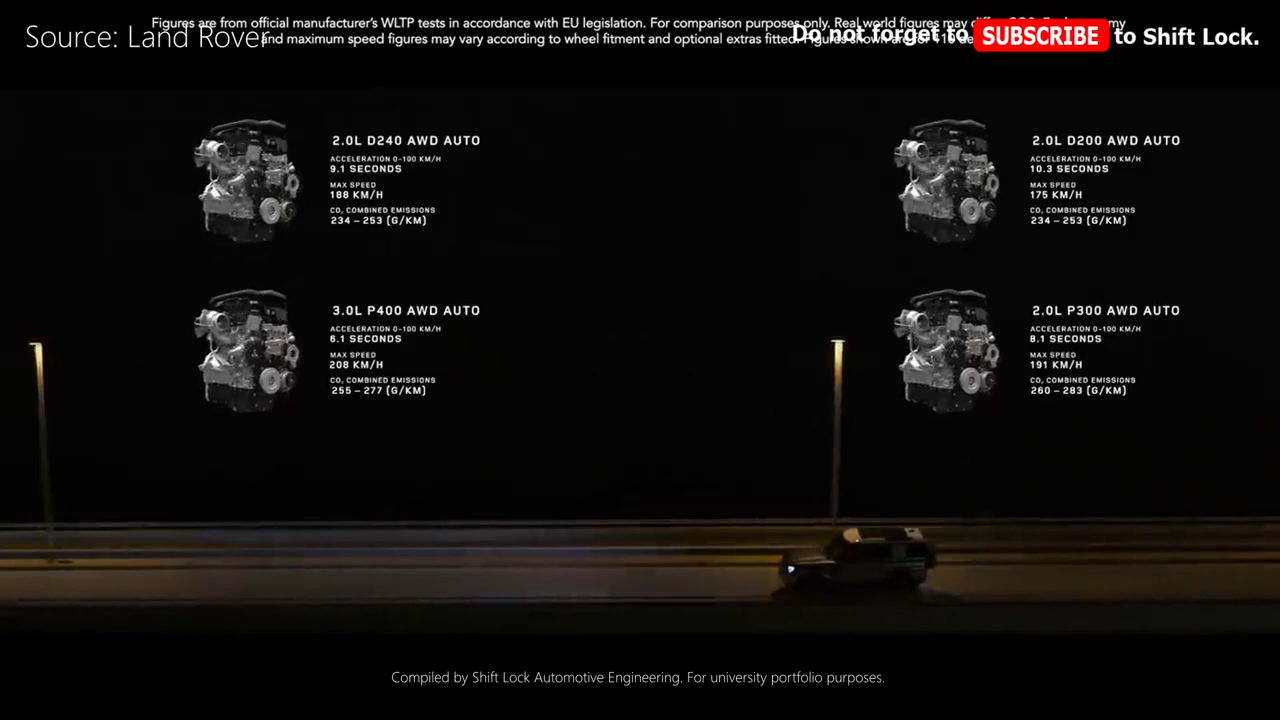 Figures are from official manufacturer's WLTP tests in accordance with EU legislation. For comparison purposes only. Real world figures may
and maximum speed figures may vary according to wheel fitment and optional extras fitted.
Source: Land Rover
Do not forget to SUBSCRIBE to Shift Lock.
2.0L D240 AWD AUTO
ACCELERATION 0-100 KM/H
9.1 SECONDS
MAX SPEED
188 KM/H
CO, COMBINED EMISSIONS
234 – 253 (G/KM)
2.0L D200 AWD AUTO
ACCELERATION 0-100 KM/H
10.3 SECONDS
MAX SPEED
175 KM/H
CO, COMBINED EMISSIONS
234 – 253 (G/KM)
3.0L P400 AWD AUTO
ACCELERATION 0-100 KM/H
6.1 SECONDS
MAX SPEED
208 KM/H
CO, COMBINED EMISSIONS
255 – 277 (G/KM)
2.0L P300 AWD AUTO
ACCELERATION 0-100 KM/H
8.1 SECONDS
MAX SPEED
191 KM/H
CO, COMBINED EMISSIONS
260 – 283 (G/KM)
Compiled by Shift Lock Automotive Engineering. For university portfolio purposes.